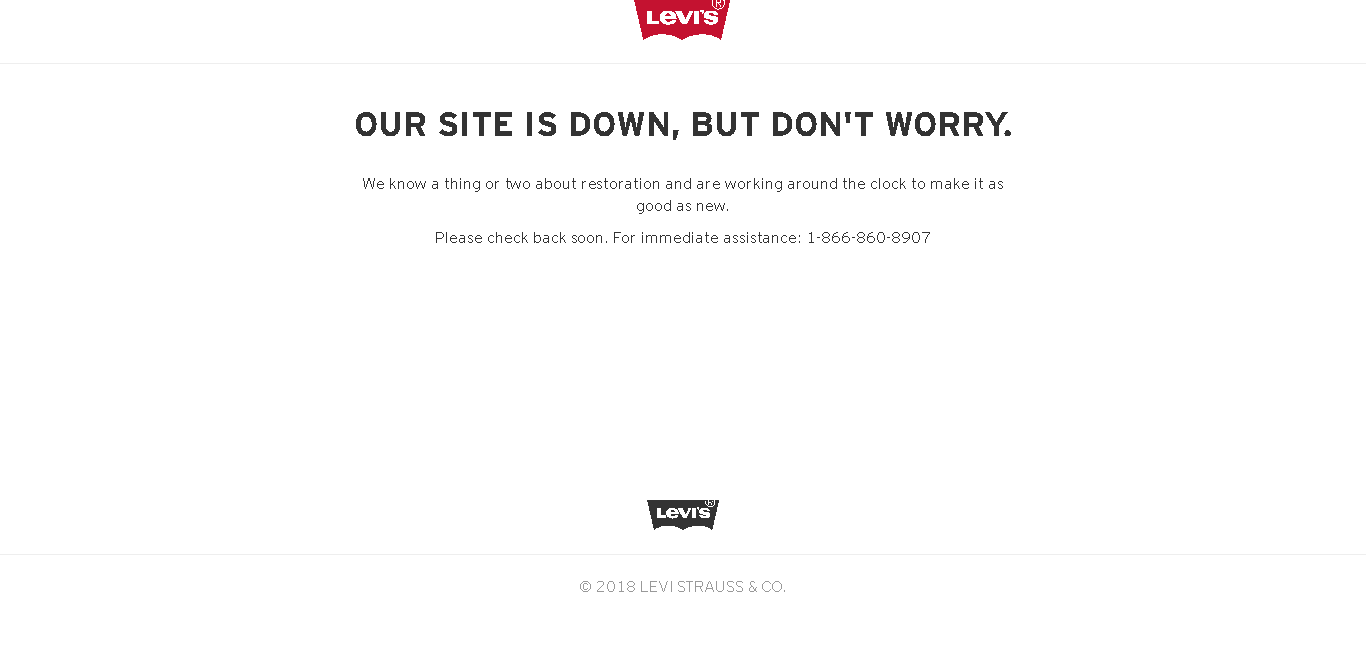 Levi's ®
OUR SITE IS DOWN, BUT DON'T WORRY.
We know a thing or two about restoration and are working around the clock to make it as
good as new.
Please check back soon. For immediate assistance: 1-866-860-8907
Levi's ®
© 2018 LEVI STRAUSS & CO.